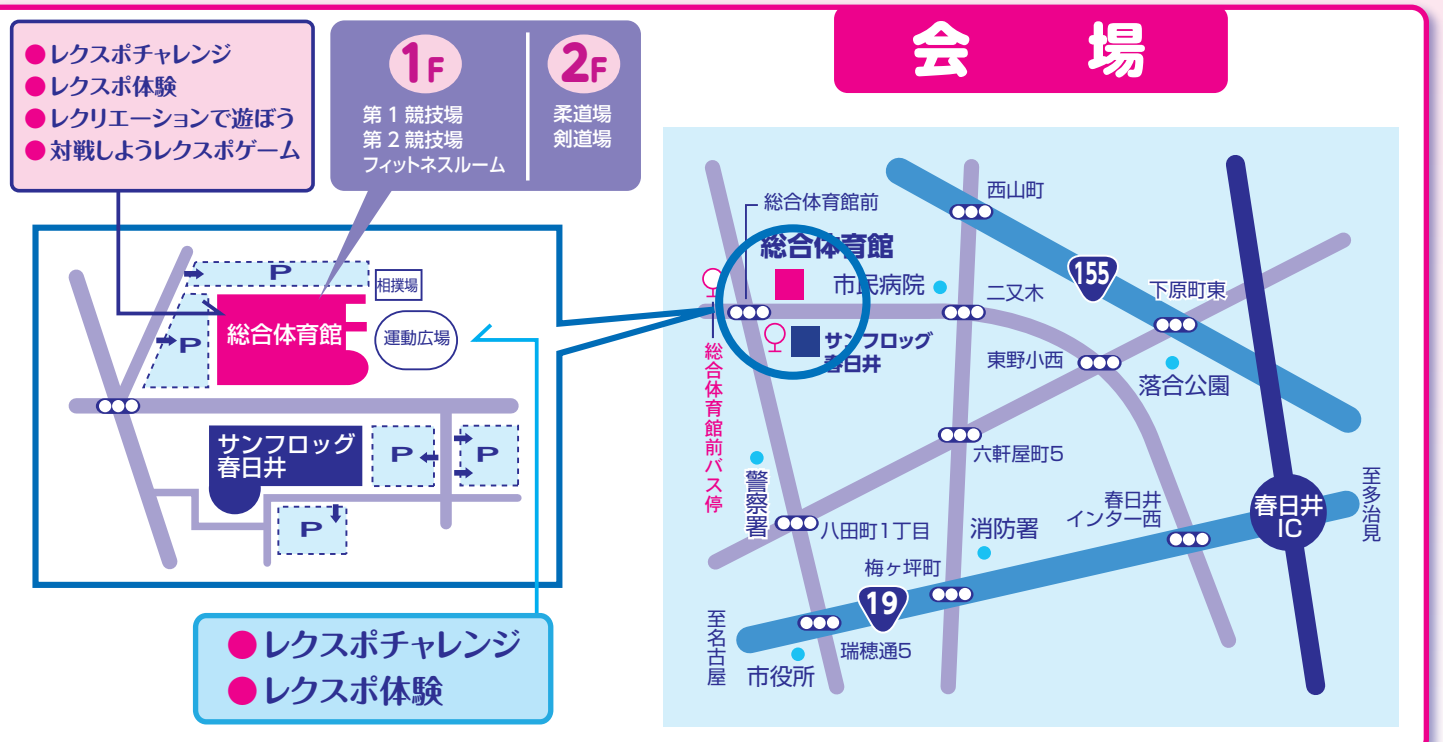 会 場
●レクスポチャレンジ
●レクスポ体験
●レクリエーションで遊ぼう
●対戦しようレクスポゲーム
1F
第1競技場
第2競技場
フィットネスルーム
2F
柔道場
剣道場
P
相撲場
P
総合体育館
運動広場
サンフロッグ
春日井
P
P
P
●レクスポチャレンジ
●レクスポ体験
総合体育館前
総合体育館
市民病院
サンフロッグ
春日井
総合体育館前バス停
西山町
155
下原町東
二又木
東野小西
落合公園
六軒屋町5
警察署
八田町1丁目
消防署
春日井
インター西
春日井
IC
至多治見
梅ヶ坪町
19
至名古屋
瑞穂通5
市役所